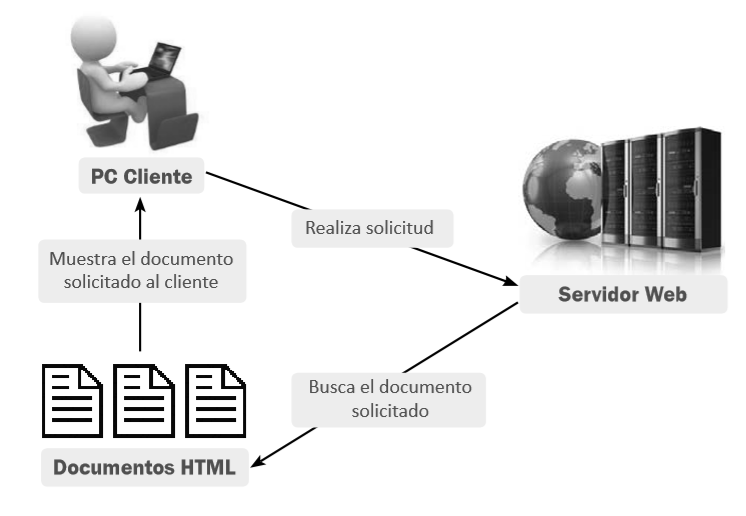 PC Cliente
Realiza solicitud
Servidor Web
Muestra el documento
solicitado al cliente
Busca el documento
solicitado
Documentos HTML